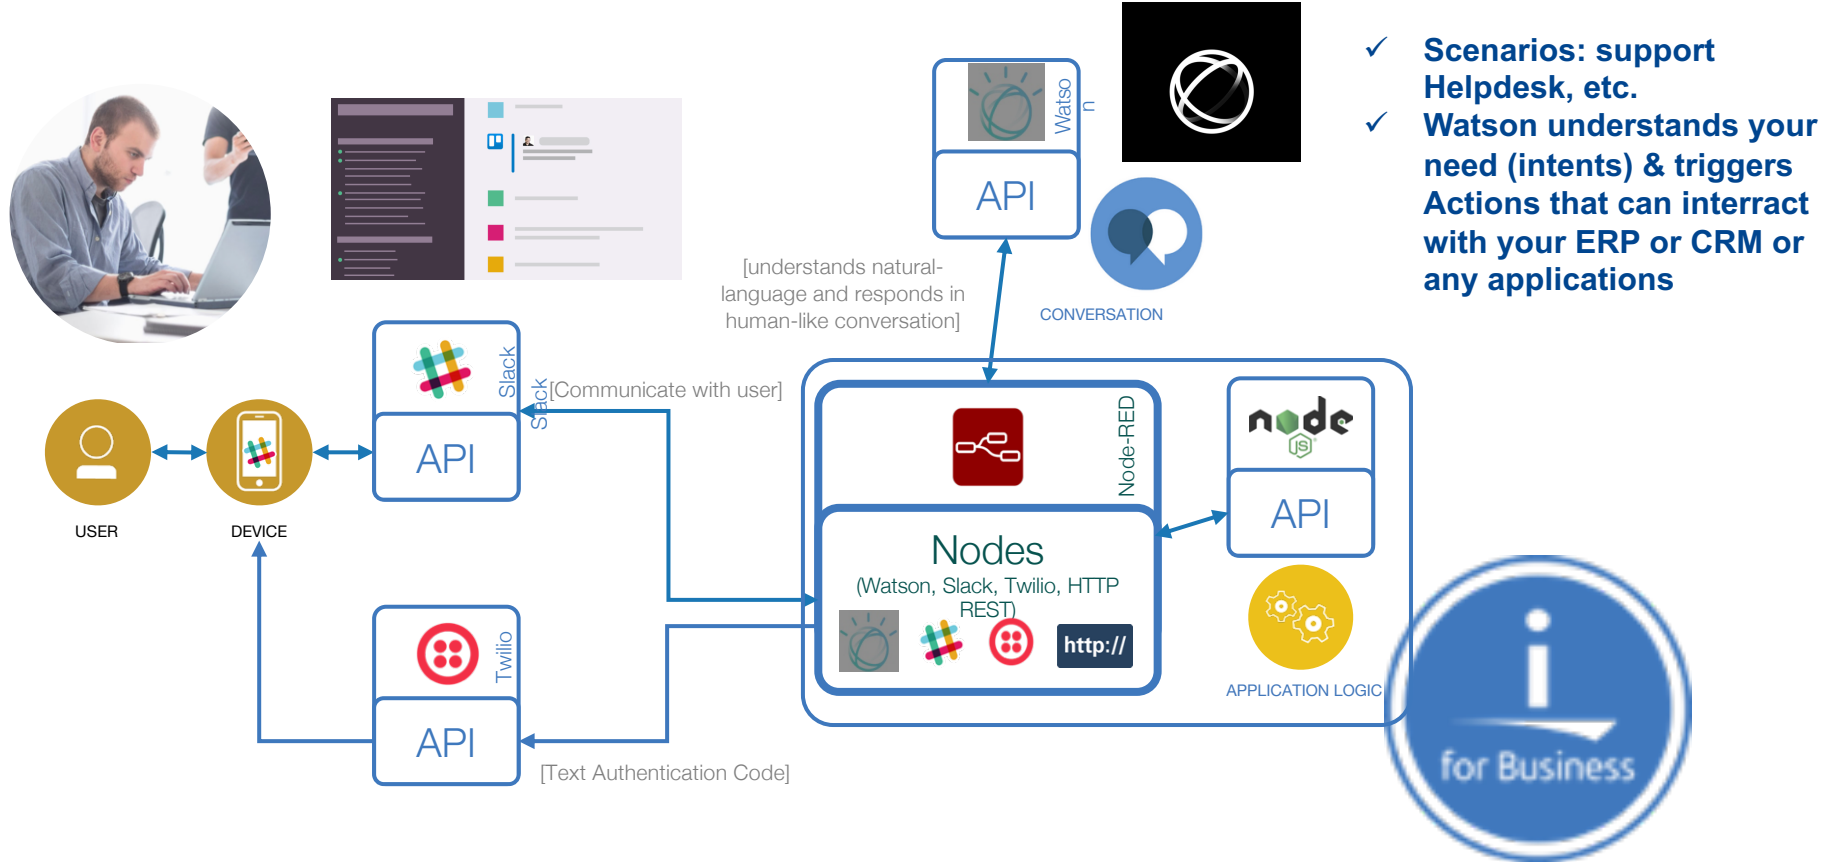 ✓ Scenarios: support
Helpdesk, etc.
✓ Watson understands your
need (intents) & triggers
Actions that can interract
with your ERP or CRM or
any applications
Watso
n
API
[understands natural-
language and responds in
human-like conversation]
CONVERSATION
Slack
Slack
API
[Communicate with user]
USER
DEVICE
Node-RED
Nodes
(Watson, Slack, Twilio, HTTP
REST)
http://
node
JS
API
APPLICATION LOGIC
Twilio
API
[Text Authentication Code]
i
for Business